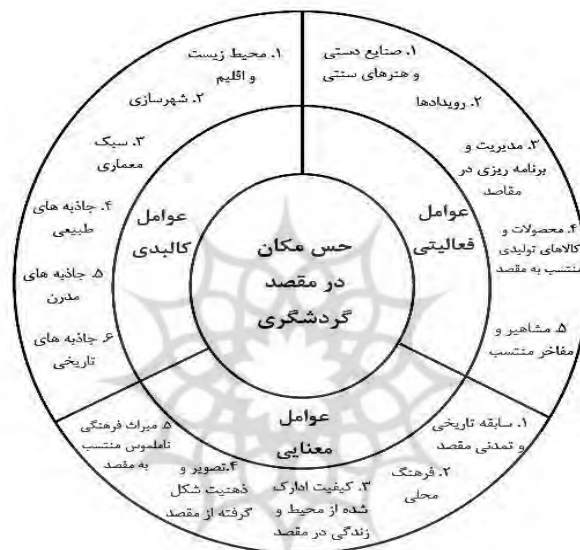 حس مکان
در مقصد
گردشگری
عوامل
فعالیتی
۱. صنایع دستی
و هنرهای سنتی
۲. رویدادها
۳. مدیریت و
برنامه ریزی در
مقاصد
۴. محصولات و
کالاهای تولیدی
منتسب به مقصد
۵. مشاهیر و
مفاخر منتسب
عوامل
معنایی
۱. سابقه تاریخی
و تمدنی مقصد
۲. فرهنگ
محلی
۳. کیفیت ادارک
شده از محیط و
زندگی در مقصد
۴.تصویر و
ذهنیت شکل
گرفته از مقصد
۵. میراث فرهنگی
ناملموس منتسب
به مقصد
عوامل
کالبدی
۱. محیط زیست
و اقلیم
۲. شهرسازی
۳. سبک
معماری
۴. جاذبه های
طبیعی
۵. جاذبه های
مدرن
۶. جاذبه های
تاریخی